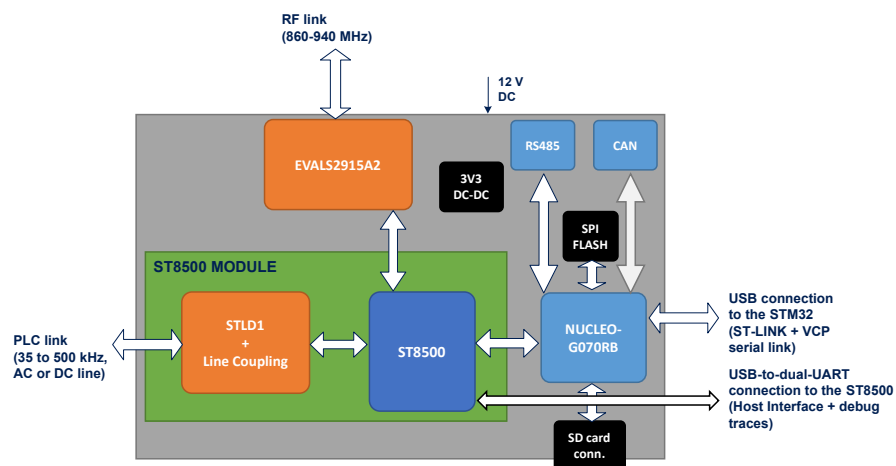 RF link
(860-940 MHz)
12 V
DC
EVALS2915A2
RS485
CAN
3V3
DC-DC
SPI
FLASH
ST8500 MODULE
STLD1
+
Line Coupling
ST8500
NUCLEO-
G070RB
PLC link
(35 to 500 kHz,
AC or DC line)
USB connection
to the STM32
(ST-LINK + VCP
serial link)
USB-to-dual-UART
connection to the ST8500
(Host Interface + debug
traces)
SD card
conn.